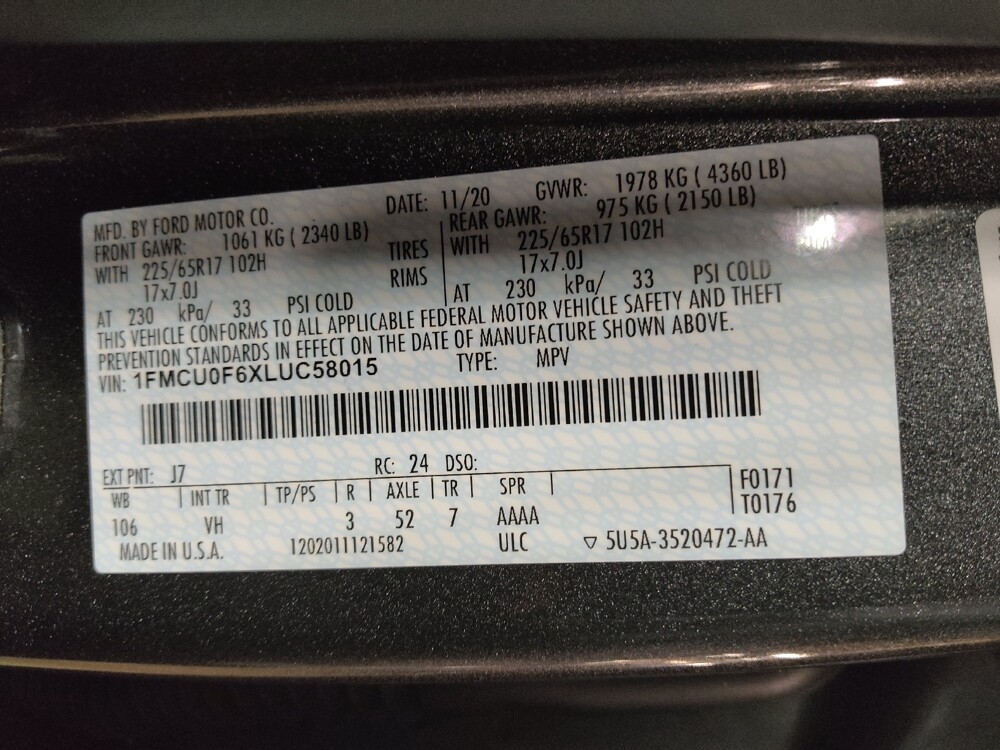 DATE: 11/20 GVWR: 1978 KG ( 4360 LB)
MFD. BY FORD MOTOR CO.
FRONT GAWR: 1061 KG ( 2340 LB) REAR GAWR: 975 KG ( 2150 LB)
WITH 225/65R17 102H TIRES WITH 225/65R17 102H
17x7.0J RIMS 17x7.0J
AT 230 kPa/ 33 PSI COLD AT 230 kPa/ 33 PSI COLD
THIS VEHICLE CONFORMS TO ALL APPLICABLE FEDERAL MOTOR VEHICLE SAFETY AND THEFT
PREVENTION STANDARDS IN EFFECT ON THE DATE OF MANUFACTURE SHOWN ABOVE.
VIN: 1FMCU0F6XLUC58015 TYPE: MPV
EXT PNT: J7 RC: 24 DSO:
WB INT TR TP/PS R AXLE TR SPR F0171
106 VH 3 52 7 AAAA T0176
MADE IN U.S.A. 1202011121582 ULC ▽ 5U5A-3520472-AA